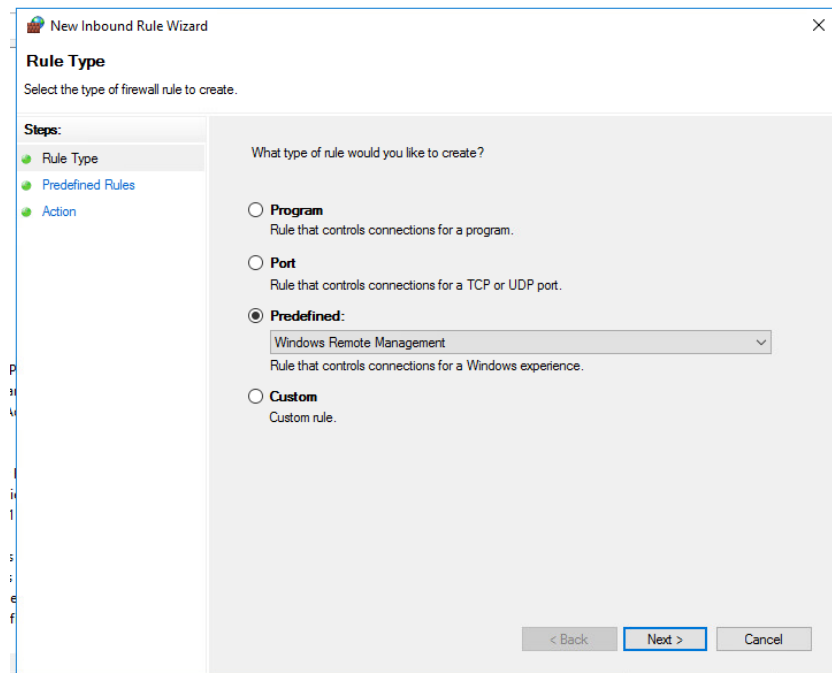 New Inbound Rule Wizard
Rule Type
Select the type of firewall rule to create.
Steps:
Rule Type
Predefined Rules
Action
What type of rule would you like to create?
Program
Rule that controls connections for a program.
Port
Rule that controls connections for a TCP or UDP port.
Predefined:
Windows Remote Management
Rule that controls connections for a Windows experience.
Custom
Custom rule.
< Back Next > Cancel